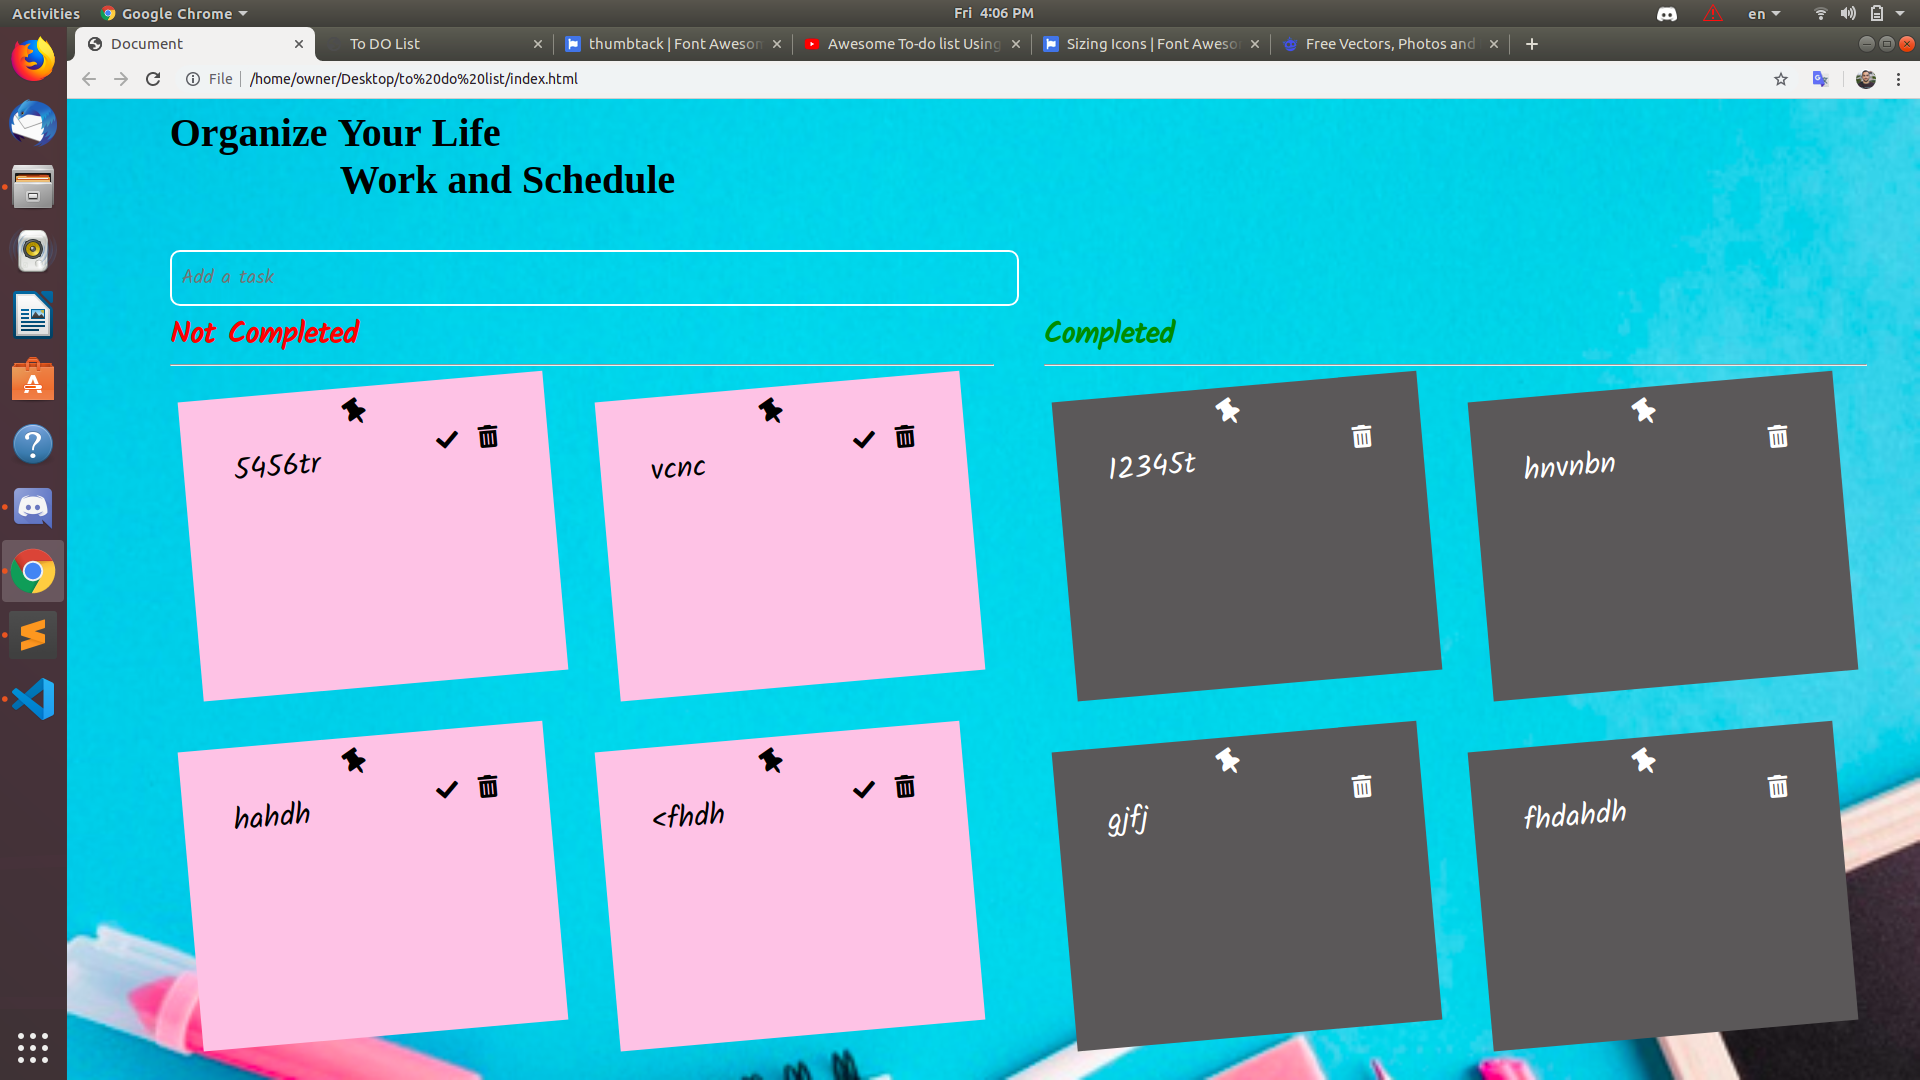 Activities Google Chrome Fri 4:06 PM en
Document To DO List thumbtack | Font Awesom Awesome To-do list Using Sizing Icons | Font Aweso Free Vectors, Photos and
File /home/owner/Desktop/to%20do%20list/index.html
Organize Your Life
Work and Schedule
Add a task
Not Completed Completed
5456tr vcnc 12345t hnvnbn
hahdh <fhdh gjfj fhdahdh